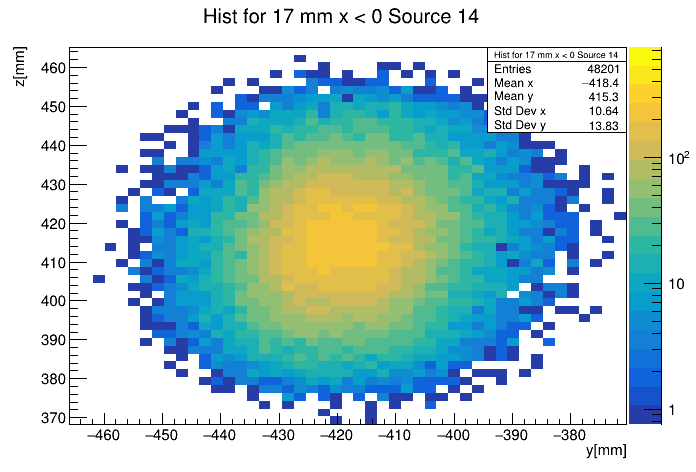 Hist for 17 mm x < 0 Source 14
z[mm]
Hist for 17 mm x < 0 Source 14
Entries 48201
Mean x −418.4
Mean y 415.3
Std Dev x 10.64
Std Dev y 13.83
460
450
440
430
420
410
400
390
380
370
−460 −450 −440 −430 −420 −410 −400 −390 −380
y[mm]
10²
10
1